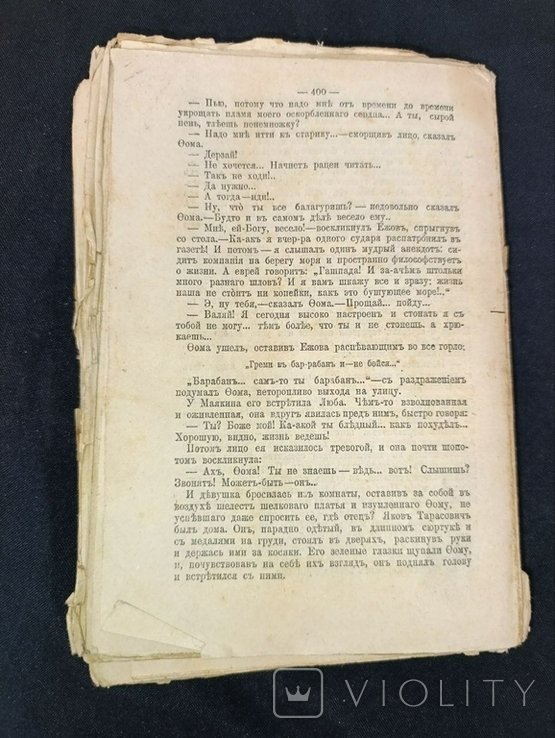 — 400 —
— Пью, потому что надо мнѣ отъ времени до времени
укрощать пламя моего оскорбленнаго сердца... А ты, сырой
пень, тлѣешь понемножку?
— Надо мнѣ итти къ старику...—сморщивъ лицо, сказалъ
Ѳома.
— Дерзай!
— Не хочется... Начнетъ рацеи читать...
— Такъ не ходи!..
— Да нужно...
— А тогда—иди!..
— Ну, что ты все балагуришь? — недовольно сказалъ
Ѳома.—Будто и въ самомъ дѣлѣ весело ему..
— Мнѣ, ей-Богу, весело!—воскликнулъ Ежовъ, спрыгнувъ
со стола.—Ка-акъ я вчер-ра одного сударя распатронилъ въ
газетѣ! И потомъ—я слышалъ одинъ мудрый анекдотъ: си-
дитъ компанія на берегу моря и пространно философствуетъ
о жизни. А еврей говоритъ: „Гашпада! И за-ачѣмъ штольки
много разнаго шловъ? И я вамъ шкажу все и зразу: жизнь
наша не стоитъ ни копейки, какъ это бушующее море!.“
— Э, ну тебя,—сказалъ Ѳома.—Прощай... пойду...
— Валяй! Я сегодня высоко настроенъ и стонать я съ
тобой не могу... тѣмъ болѣе, что ты и не стонешь, а хрю-
каешь...
Ѳома ушелъ, оставивъ Ежова распѣвающимъ во все горло:
„Греми въ бар-рабанъ и—не бойся...“
„Барабанъ... самъ-то ты барабанъ...“—съ раздраженіемъ
подумалъ Ѳома, неторопливо выходя на улицу.
У Маякина его встрѣтила Люба. Чѣмъ-то взволнованная
и оживленная, она вдругъ явилась предъ нимъ, быстро говоря:
— Ты? Боже мой! Ка-акой ты блѣдный... какъ похудѣлъ...
Хорошую, видно, жизнь ведешь!
Потомъ лицо ея исказилось тревогой, и она почти шопо-
томъ воскликнула:
— Ахъ, Ѳома! Ты не знаешь — вѣдь... вотъ! Слышишь?
Звонятъ! Можетъ-быть—онъ...
И дѣвушка бросилась изъ комнаты, оставивъ за собой въ
воздухѣ шелестъ шелковаго платья и изумленнаго Ѳому, не
успѣвшаго даже спросить ее, гдѣ отецъ? Яковъ Тарасовичъ
былъ дома. Онъ, парадно одѣтый, въ длинномъ сюртукѣ и
съ медалями на груди, стоялъ въ дверяхъ, раскинувъ руки
и держась ими за косяки. Его зеленые глазки щупали Ѳому,
и, почувствовавъ на себѣ ихъ взглядъ, онъ поднялъ голову
и встрѣтился съ ними.
VIOLITY